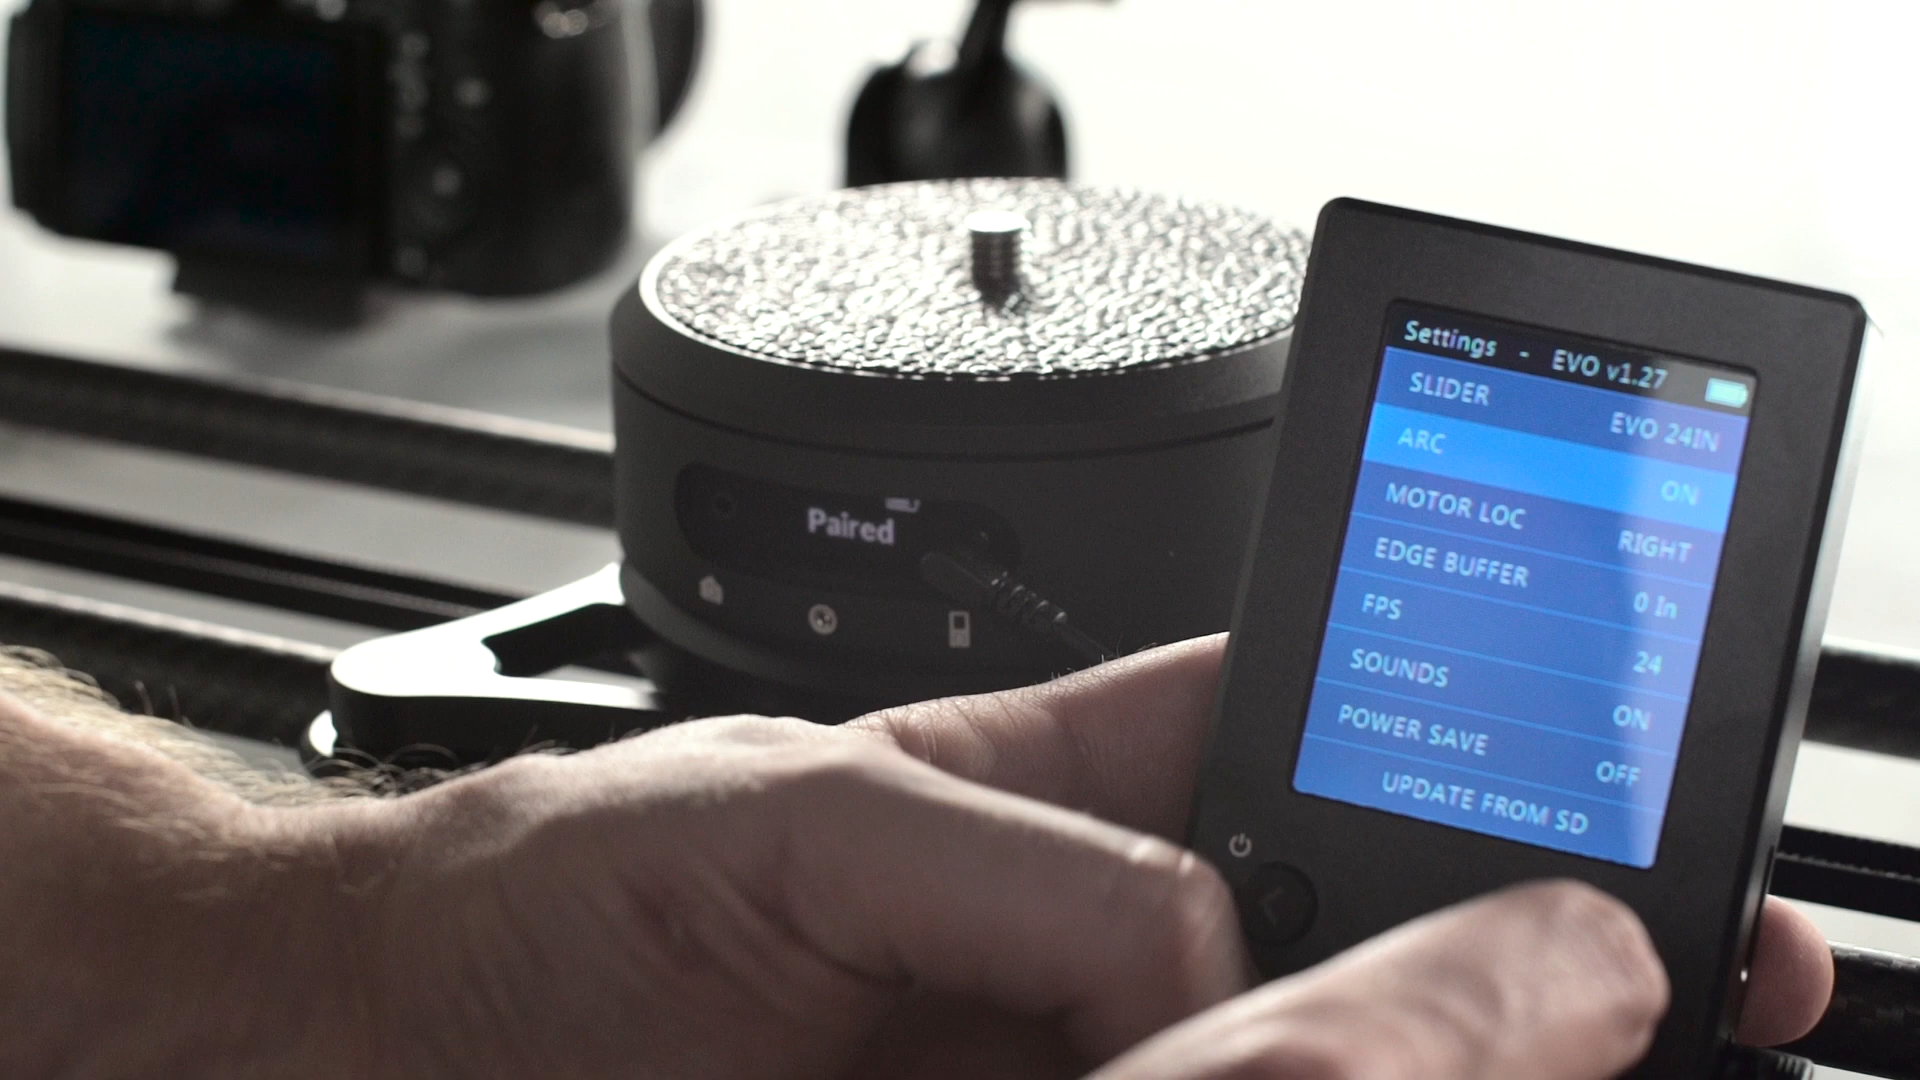 Settings - EVO v1.27
SLIDER EVO 24IN
ARC ON
MOTOR LOC RIGHT
EDGE BUFFER 0 In
FPS 24
SOUNDS ON
POWER SAVE OFF
UPDATE FROM SD
Paired